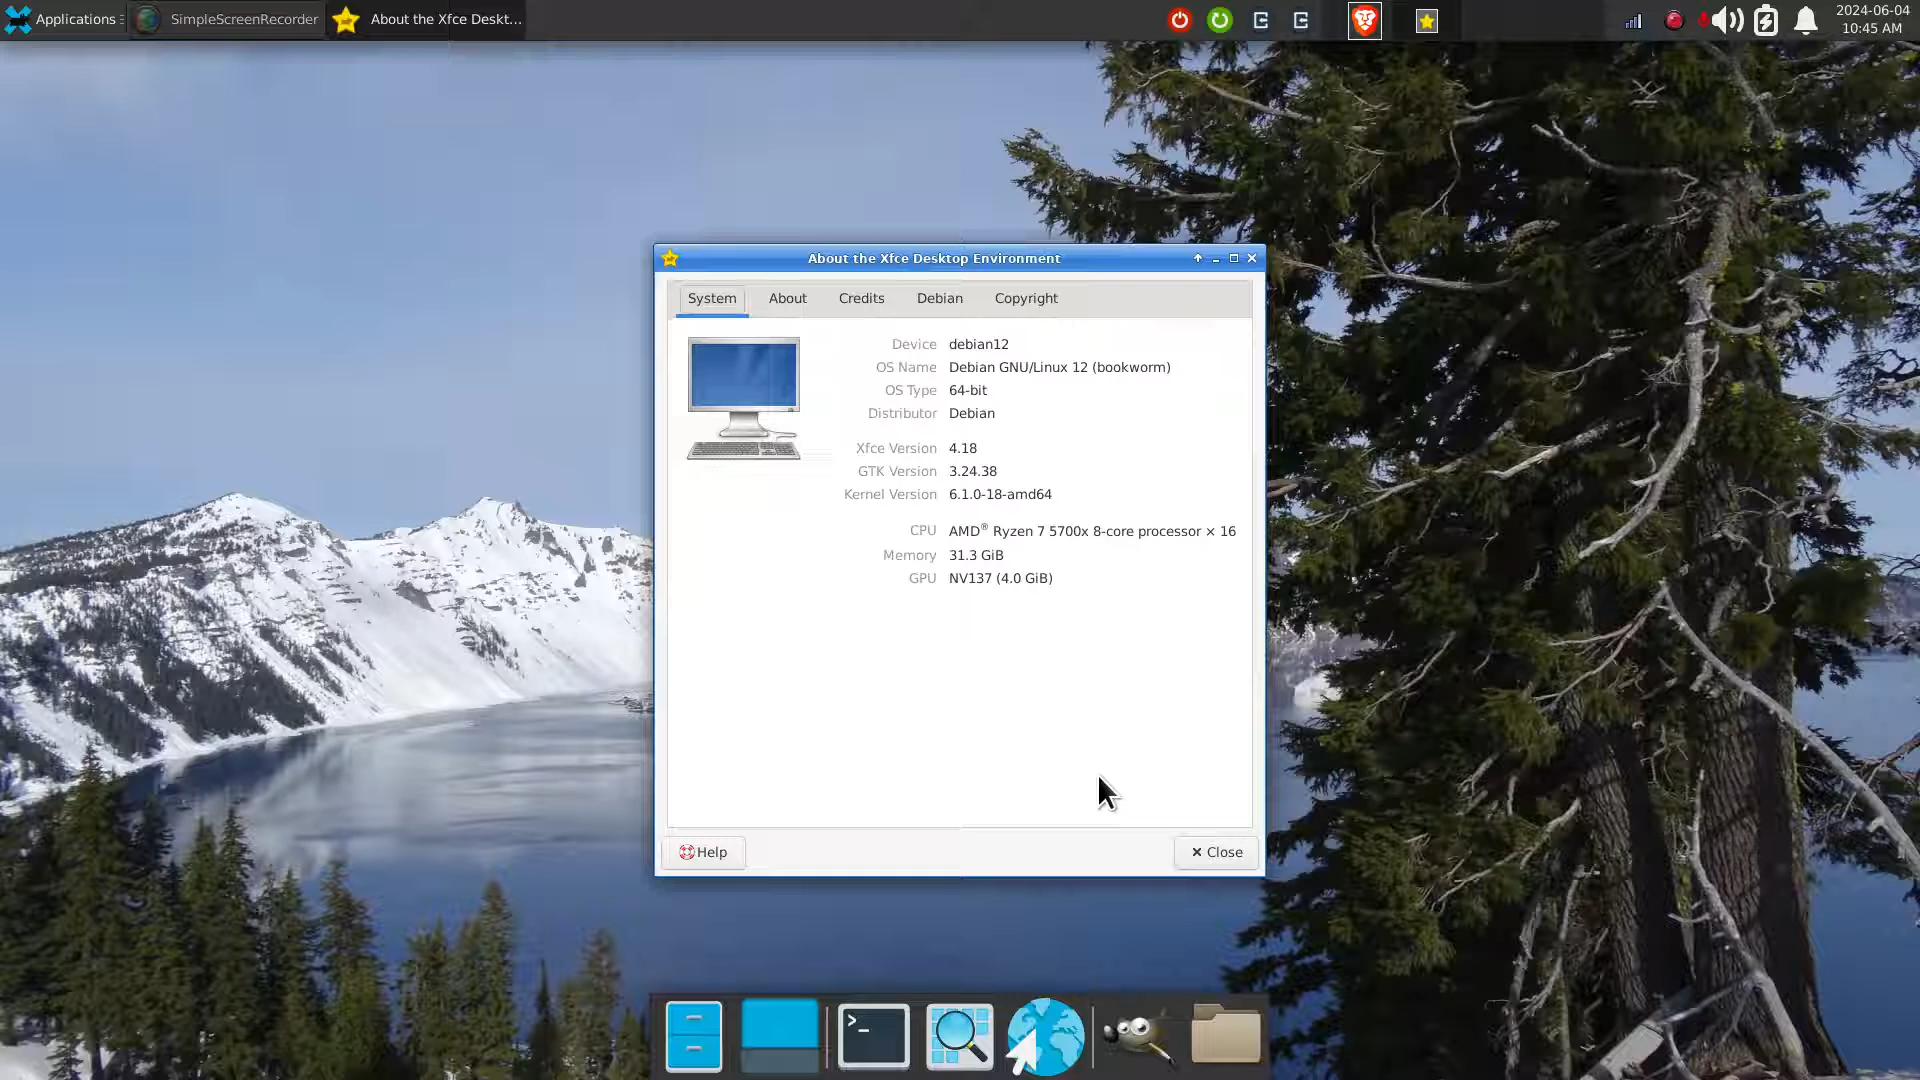 Applications
SimpleScreenRecorder
About the Xfce Deskt...
2024-06-04
10:45 AM
About the Xfce Desktop Environment
System
About
Credits
Debian
Copyright
Device debian12
OS Name Debian GNU/Linux 12 (bookworm)
OS Type 64-bit
Distributor Debian
Xfce Version 4.18
GTK Version 3.24.38
Kernel Version 6.1.0-18-amd64
CPU AMD® Ryzen 7 5700x 8-core processor × 16
Memory 31.3 GiB
GPU NV137 (4.0 GiB)
Help
Close